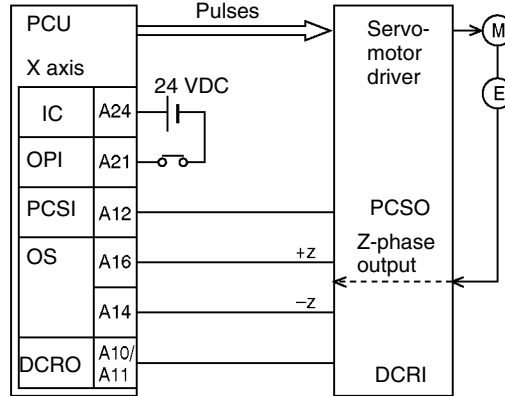 Pulses
PCU
X axis
Servo-
motor
driver
M
E
24 VDC
IC
A24
OPI
A21
PCSI
A12
PCSO
OS
A16
+z
Z-phase
output
A14
–z
DCRO
A10/
A11
DCRI